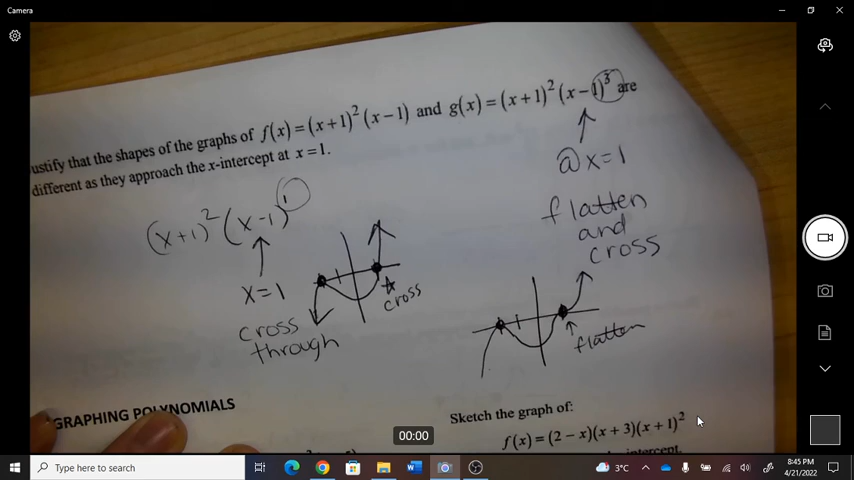 Camera
ustify that the shapes of the graphs of f(x)=(x+1)²(x−1) and g(x)=(x+1)²(x−1)³ are
different as they approach the x-intercept at x=1.
(x+1)²(x-1)¹
x=1
cross
through
cross
@x=1
flatten
and
cross
flatten
GRAPHING POLYNOMIALS
Sketch the graph of:
f(x)=(2−x)(x+3)(x+1)²
00:00
Type here to search
3°C
8:45 PM
4/21/2022